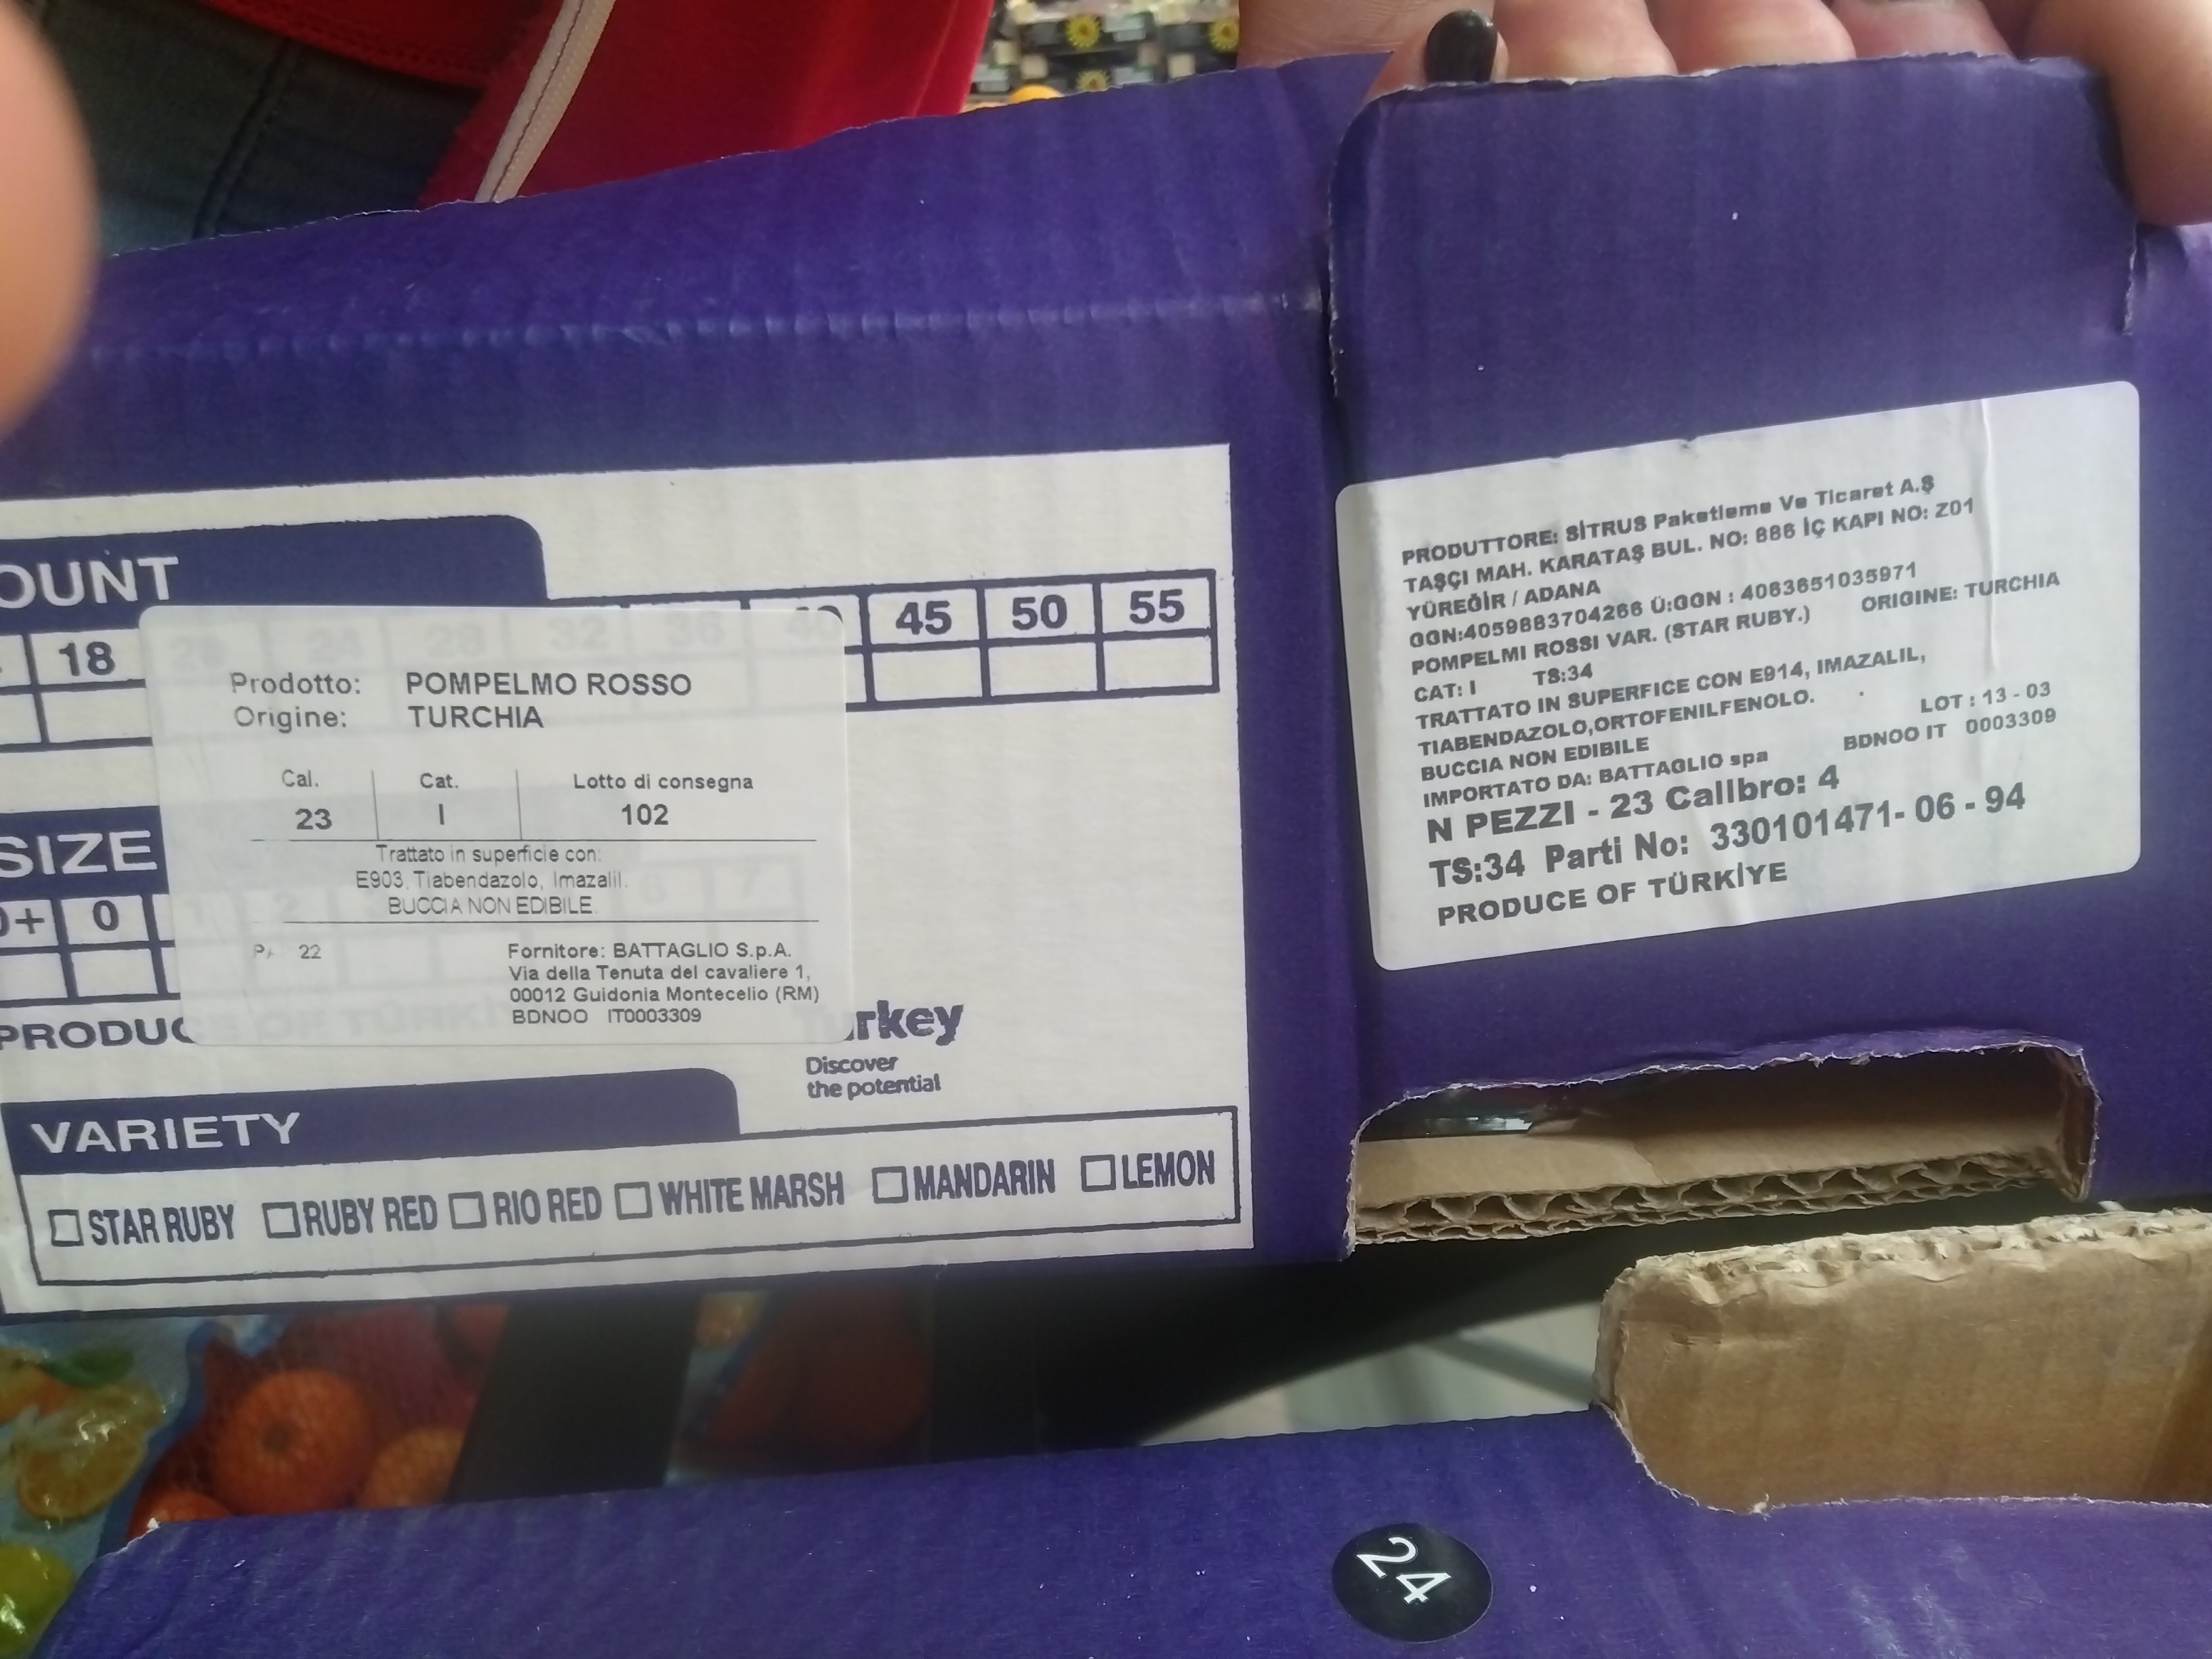 OUNT
18 45 50 55
Prodotto: POMPELMO ROSSO
Origine: TURCHIA
Cal. Cat. Lotto di consegna
23 I 102
Trattato in superficie con:
E903, Tiabendazolo, Imazalil.
BUCCIA NON EDIBILE.
22
Fornitore: BATTAGLIO S.p.A.
Via della Tenuta del cavaliere 1,
00012 Guidonia Montecelio (RM)
BDNOO IT0003309
SIZE
0+ 0
PRODUCE OF TÜRKİ
rkey
Discover
the potential
VARIETY
STAR RUBY RUBY RED RIO RED WHITE MARSH MANDARIN LEMON
PRODUTTORE: SİTRUS Paketleme Ve Ticaret A.Ş
TAŞÇI MAH. KARATAŞ BUL. NO: 886 İÇ KAPI NO: Z01
YÜREĞİR / ADANA
GGN:4059883704266 Ü:GGN : 4063651035971
POMPELMI ROSSI VAR. (STAR RUBY.) ORIGINE: TURCHIA
CAT: I TS:34
TRATTATO IN SUPERFICE CON E914, IMAZALIL,
TIABENDAZOLO,ORTOFENILFENOLO.
BUCCIA NON EDIBILE LOT : 13 - 03
IMPORTATO DA: BATTAGLIO spa BDNOO IT 0003309
N PEZZI - 23 Calibro: 4
TS:34 Parti No: 330101471- 06 - 94
PRODUCE OF TÜRKİYE
24